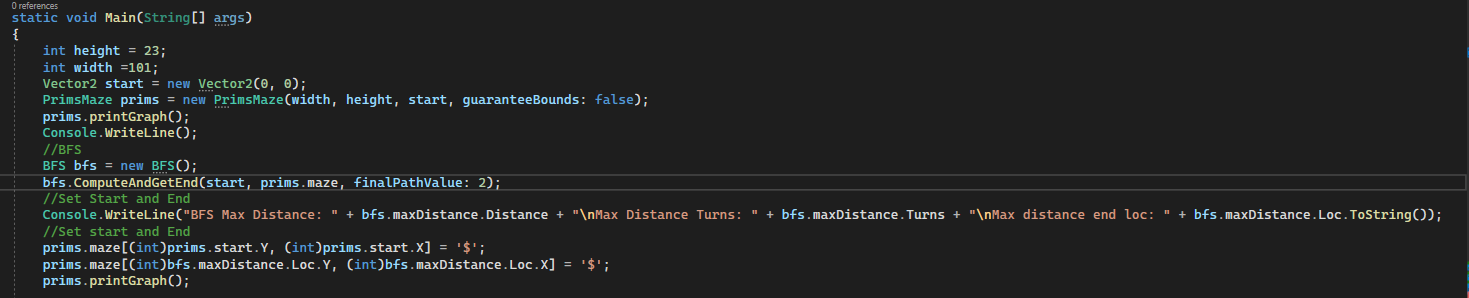 0 references
static void Main(String[] args)
{
int height = 23;
int width =101;
Vector2 start = new Vector2(0, 0);
PrimsMaze prims = new PrimsMaze(width, height, start, guaranteeBounds: false);
prims.printGraph();
Console.WriteLine();
//BFS
BFS bfs = new BFS();
bfs.ComputeAndGetEnd(start, prims.maze, finalPathValue: 2);
//Set Start and End
Console.WriteLine("BFS Max Distance: " + bfs.maxDistance.Distance + "\nMax Distance Turns: " + bfs.maxDistance.Turns + "\nMax distance end loc: " + bfs.maxDistance.Loc.ToString());
//Set start and End
prims.maze[(int)prims.start.Y, (int)prims.start.X] = '$';
prims.maze[(int)bfs.maxDistance.Loc.Y, (int)bfs.maxDistance.Loc.X] = '$';
prims.printGraph();